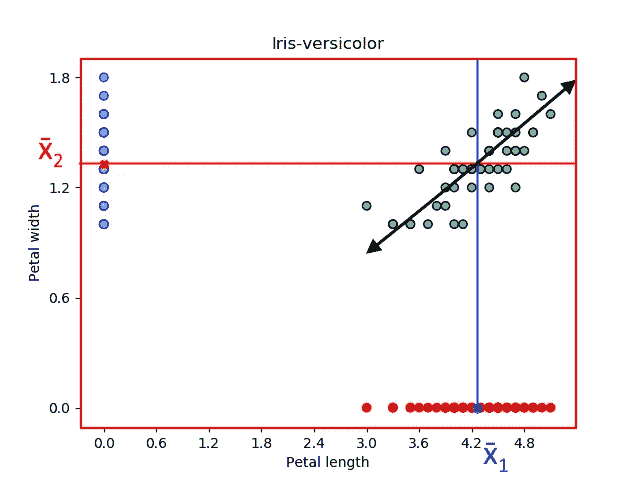 Iris-versicolor
1.8
X̄2
1.2
Petal width
0.6
0.0
0.0 0.6 1.2 1.8 2.4 3.0 3.6 4.2 4.8
Petal length
X̄1